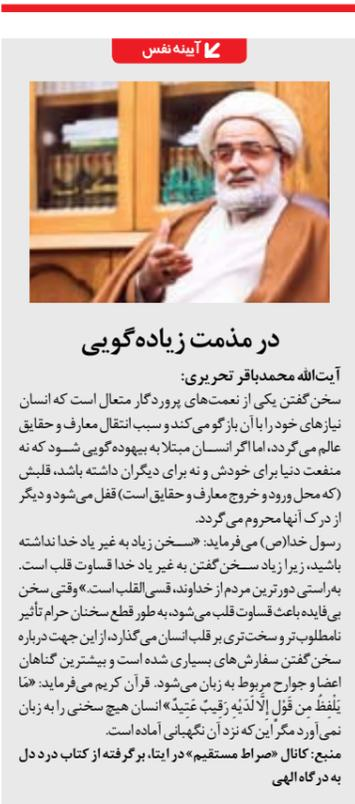 آیینه نفس
در مذمت زیاده‌گویی
آیت‌الله محمدباقر تحریری:
سخن گفتن یکی از نعمت‌های پروردگار متعال است که انسان
نیازهای خود را با آن بازگو می‌کند و سبب انتقال معارف و حقایق
عالم می‌گردد، اما اگر انسان مبتلا به بیهوده‌گویی شود که نه
منفعت دنیا برای خودش و نه برای دیگران داشته باشد، قلبش
(که محل ورود و خروج معارف و حقایق است) قفل می‌شود و دیگر
از درک آنها محروم می‌گردد.
رسول خدا(ص) می‌فرماید: «سخن زیاد به غیر یاد خدا نداشته
باشید، زیرا زیاد سخن گفتن به غیر یاد خدا قساوت قلب است.
به‌راستی دورترین مردم از خداوند، قسی‌القلب است.» وقتی سخن
بی‌فایده باعث قساوت قلب می‌شود، به طور قطع سخنان حرام تأثیر
نامطلوب‌تر و سخت‌تری بر قلب انسان می‌گذارد، از این جهت درباره
سخن گفتن سفارش‌های بسیاری شده است و بیشترین گناهان
اعضا و جوارح مربوط به زبان می‌شود. قرآن کریم می‌فرماید: «مَا
يَلْفِظُ مِن قَوْلٍ إِلَّا لَدَيْهِ رَقِيبٌ عَتِيدٌ» انسان هیچ سخنی را به زبان
نمی‌آورد مگر این‌که نزد آن نگهبانی آماده است.
منبع: کانال «صراط مستقیم» در ایتا، برگرفته از کتاب درد دل
به درگاه الهی